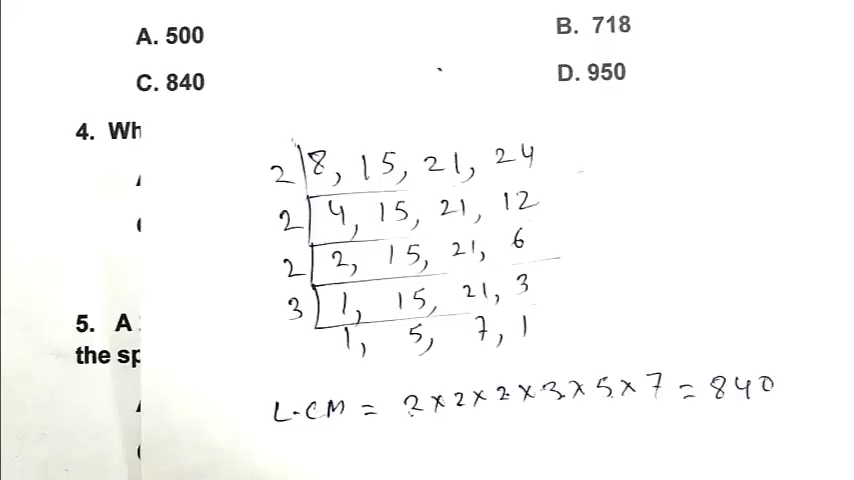 A. 500 B. 718
C. 840 D. 950
4. Wh
2 8, 15, 21, 24
2 4, 15, 21, 12
2 2, 15, 21, 6
3 1, 15, 21, 3
1, 5, 7, 1
5. A
the sp
L.CM = 2×2×2×3×5×7 = 840